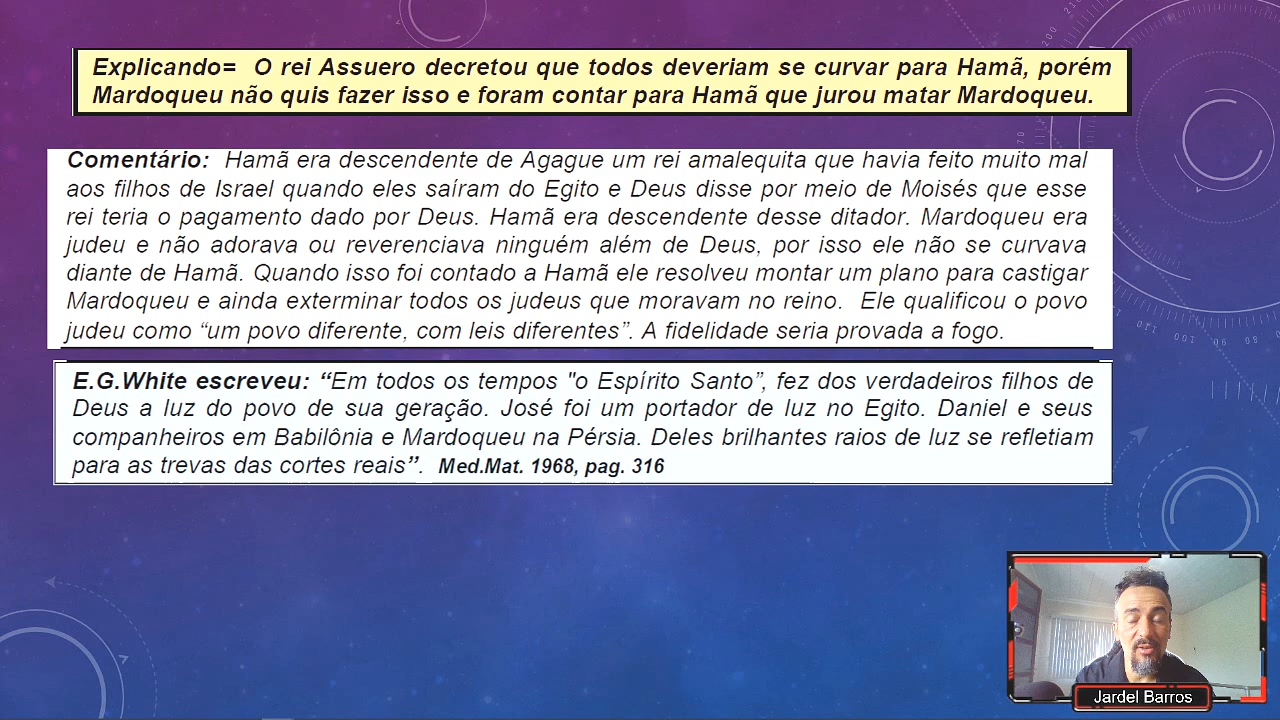 Explicando=  O rei Assuero decretou que todos deveriam se curvar para Hamã, porém
Mardoqueu não quis fazer isso e foram contar para Hamã que jurou matar Mardoqueu.
Comentário:  Hamã era descendente de Agague um rei amalequita que havia feito muito mal
aos filhos de Israel quando eles saíram do Egito e Deus disse por meio de Moisés que esse
rei teria o pagamento dado por Deus. Hamã era descendente desse ditador. Mardoqueu era
judeu e não adorava ou reverenciava ninguém além de Deus, por isso ele não se curvava
diante de Hamã. Quando isso foi contado a Hamã ele resolveu montar um plano para castigar
Mardoqueu e ainda exterminar todos os judeus que moravam no reino.  Ele qualificou o povo
judeu como “um povo diferente, com leis diferentes”. A fidelidade seria provada a fogo.
E.G.White escreveu: “Em todos os tempos "o Espírito Santo”, fez dos verdadeiros filhos de
Deus a luz do povo de sua geração. José foi um portador de luz no Egito. Daniel e seus
companheiros em Babilônia e Mardoqueu na Pérsia. Deles brilhantes raios de luz se refletiam
para as trevas das cortes reais”.  Med.Mat. 1968, pag. 316
Jardel Barros